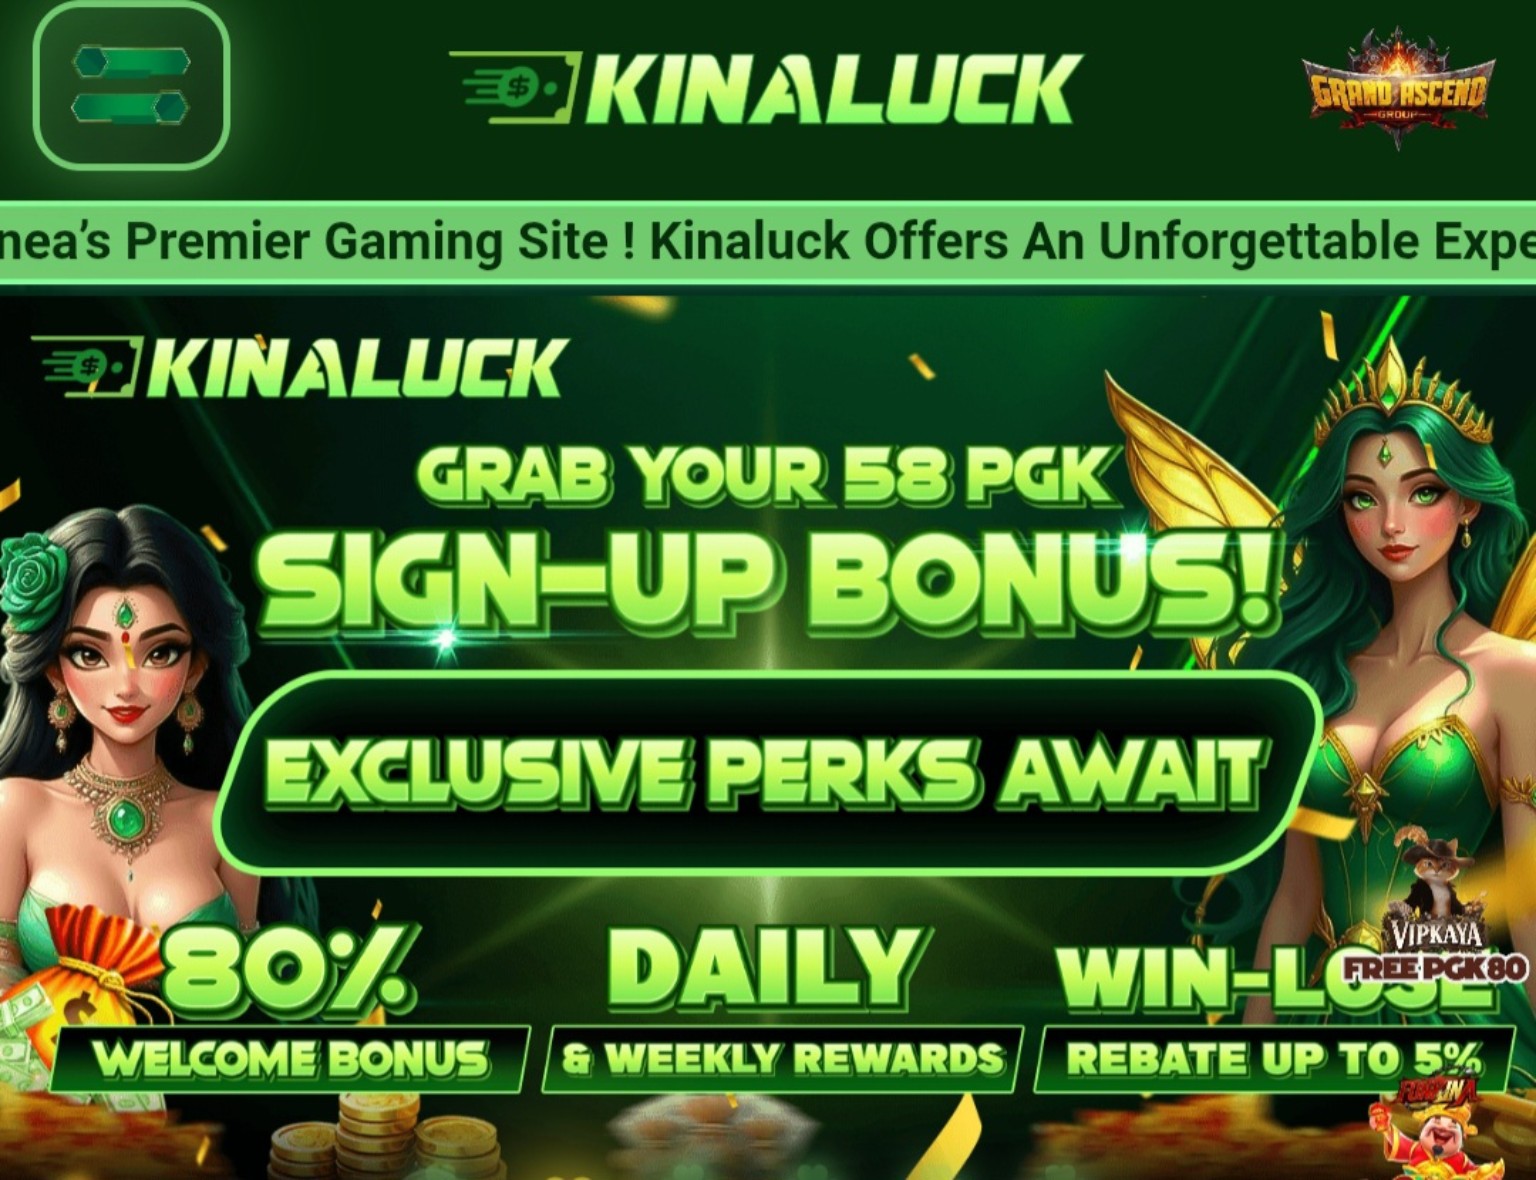 KINALUCK
GRAND ASCEND
GROUP
nea's Premier Gaming Site ! Kinaluck Offers An Unforgettable Expe
KINALUCK
GRAB YOUR 58 PGK
SIGN-UP BONUS!
EXCLUSIVE PERKS AWAIT
80%
WELCOME BONUS
DAILY
& WEEKLY REWARDS
WIN-LOSE
REBATE UP TO 5%
VIPKAYA
FREE PGK80